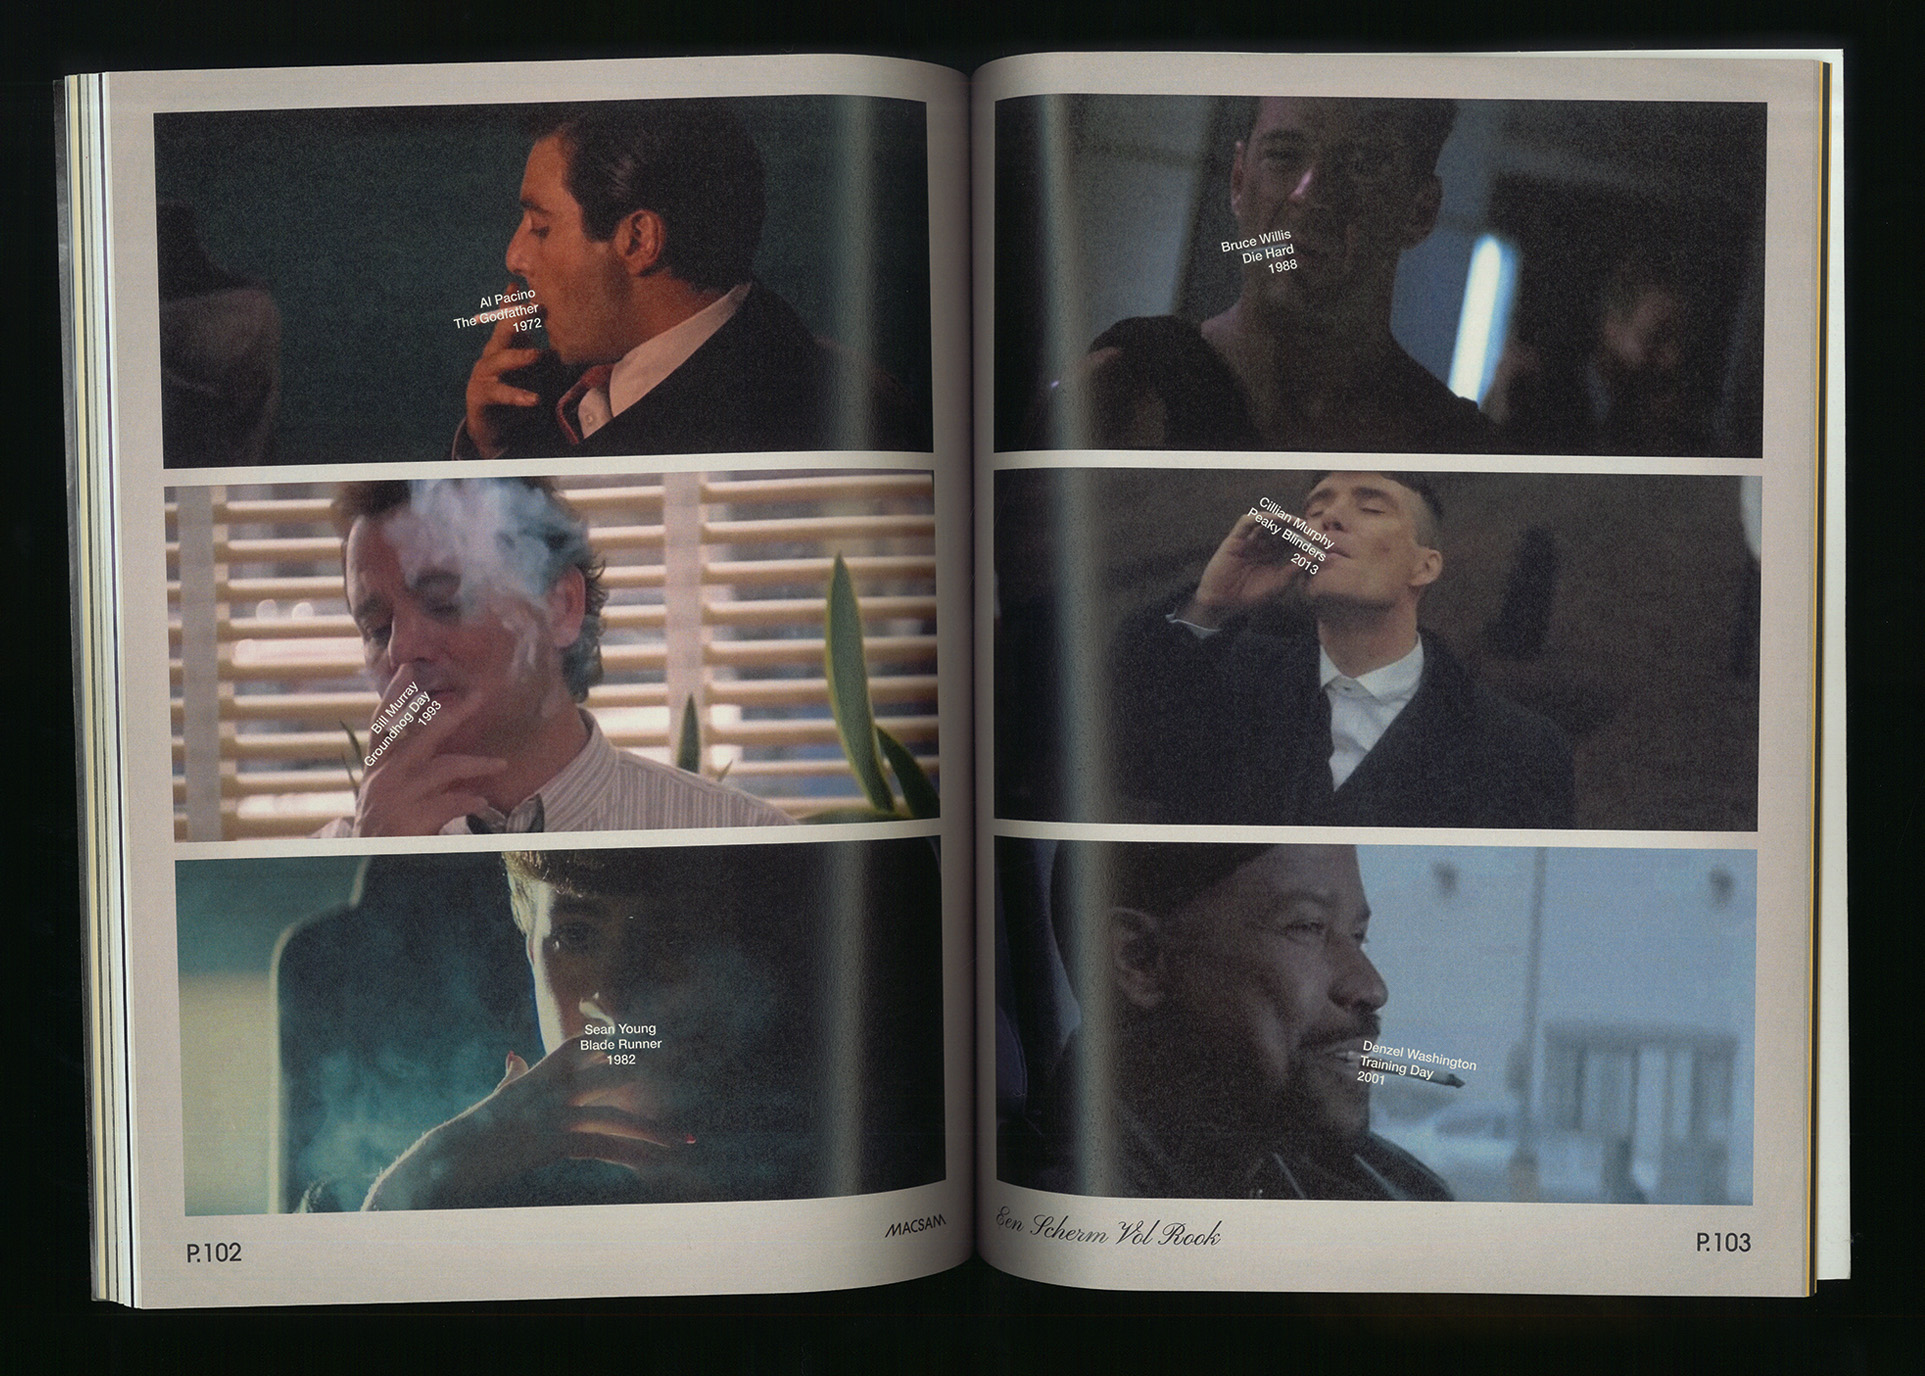 Al Pacino
The Godfather
1972
Bill Murray
Groundhog Day
1993
Sean Young
Blade Runner
1982
P.102
MACSAM
Bruce Willis
Die Hard
1988
Cillian Murphy
Peaky Blinders
2013
Denzel Washington
Training Day
2001
Een Scherm Vol Rook
P.103